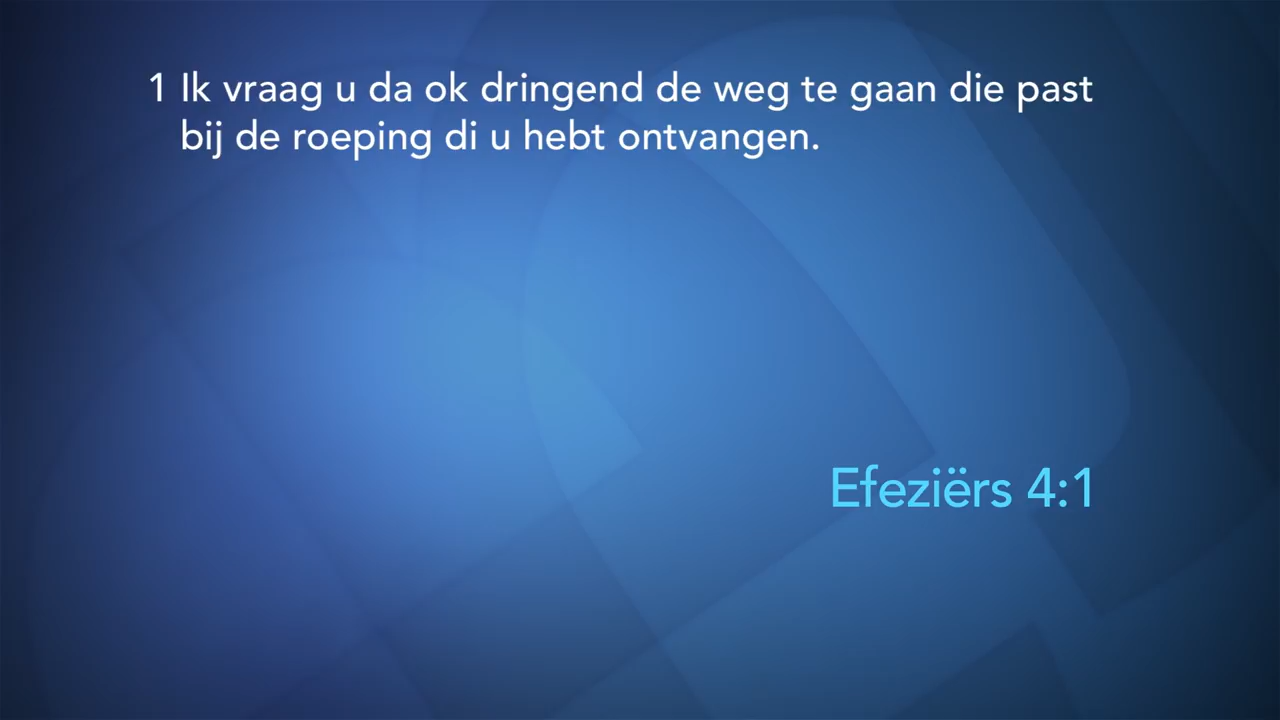 1 Ik vraag u da ok dringend de weg te gaan die past
bij de roeping di u hebt ontvangen.
Efeziërs 4:1